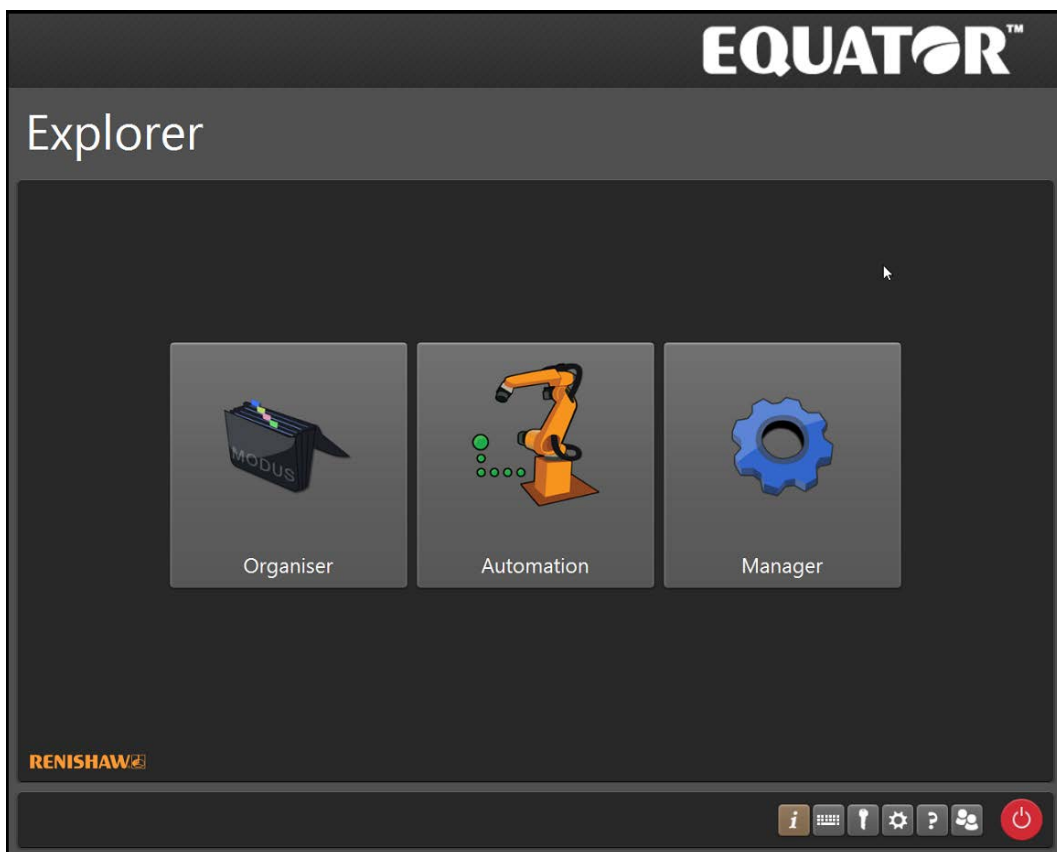 EQUATOR™
Explorer
MODUS
Organiser
Automation
Manager
RENISHAW
i
?